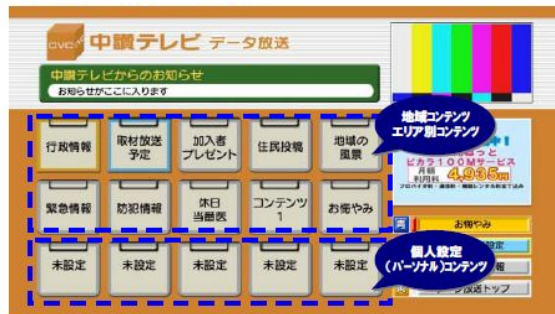 CVC 中讃テレビ データ放送
中讃テレビからのお知らせ
お知らせがここに入ります
地域コンテンツ
エリア別コンテンツ
行政情報
取材放送
予定
加入者
プレゼント
住民投稿
地域の
風景
ピカラ100Mサービス
月額
利用料 4,935円
緊急情報
防犯情報
休日
当番医
コンテンツ
1
お悔やみ
お悔やみ
個人設定
(パーソナル)コンテンツ
未設定
未設定
未設定
未設定
未設定